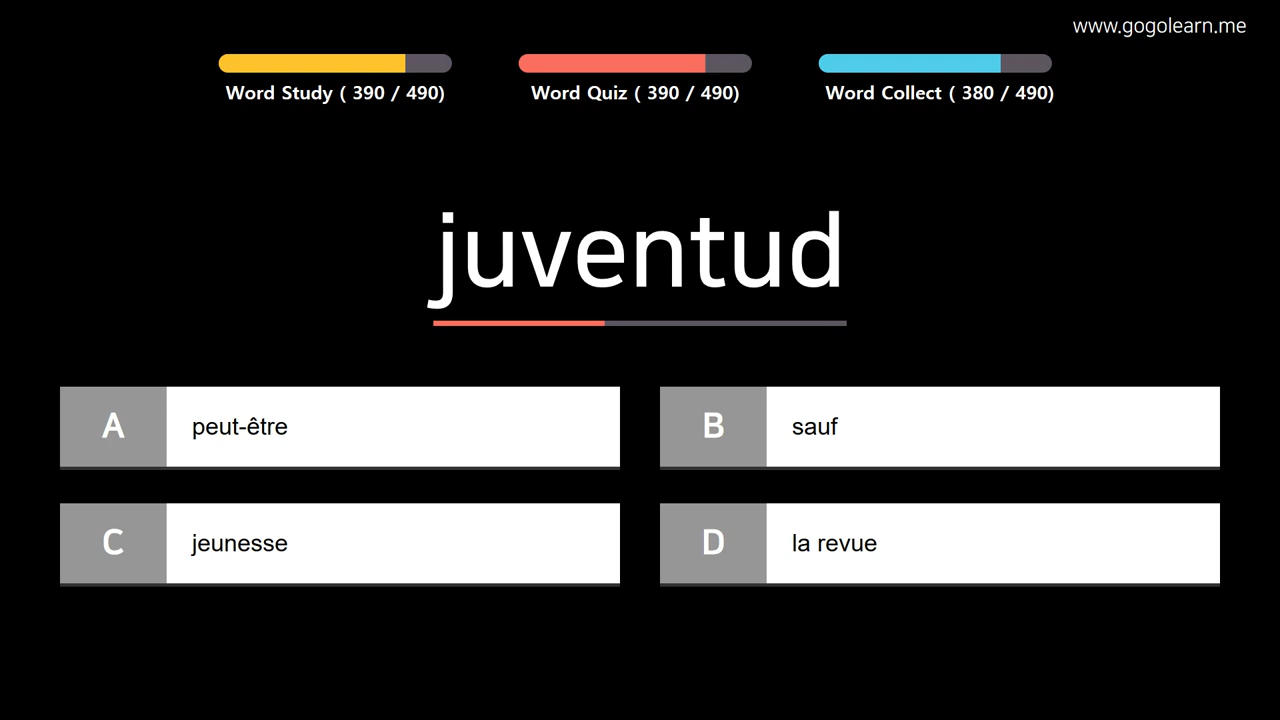 www.gogolearn.me
Word Study ( 390 / 490)
Word Quiz ( 390 / 490)
Word Collect ( 380 / 490)
juventud
A peut-être
B sauf
C jeunesse
D la revue